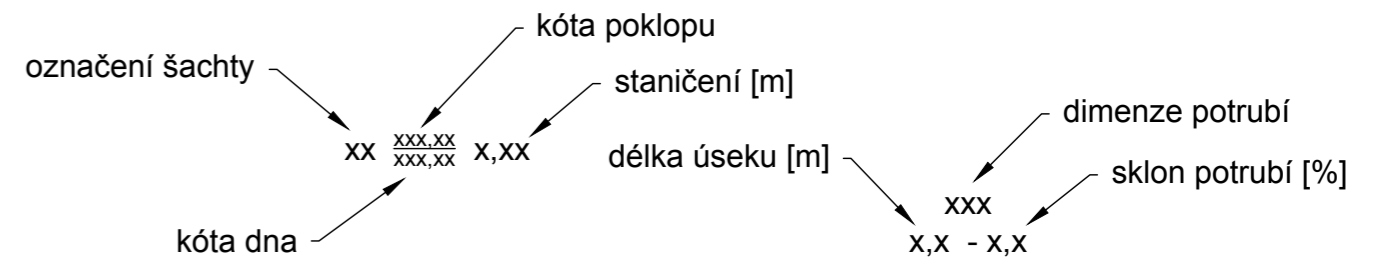 kóta poklopu
označení šachty
staničení [m]
xx xxx,xx x,xx
xxx,xx
kóta dna
dimenze potrubí
délka úseku [m]
sklon potrubí [%]
xxx
x,x - x,x